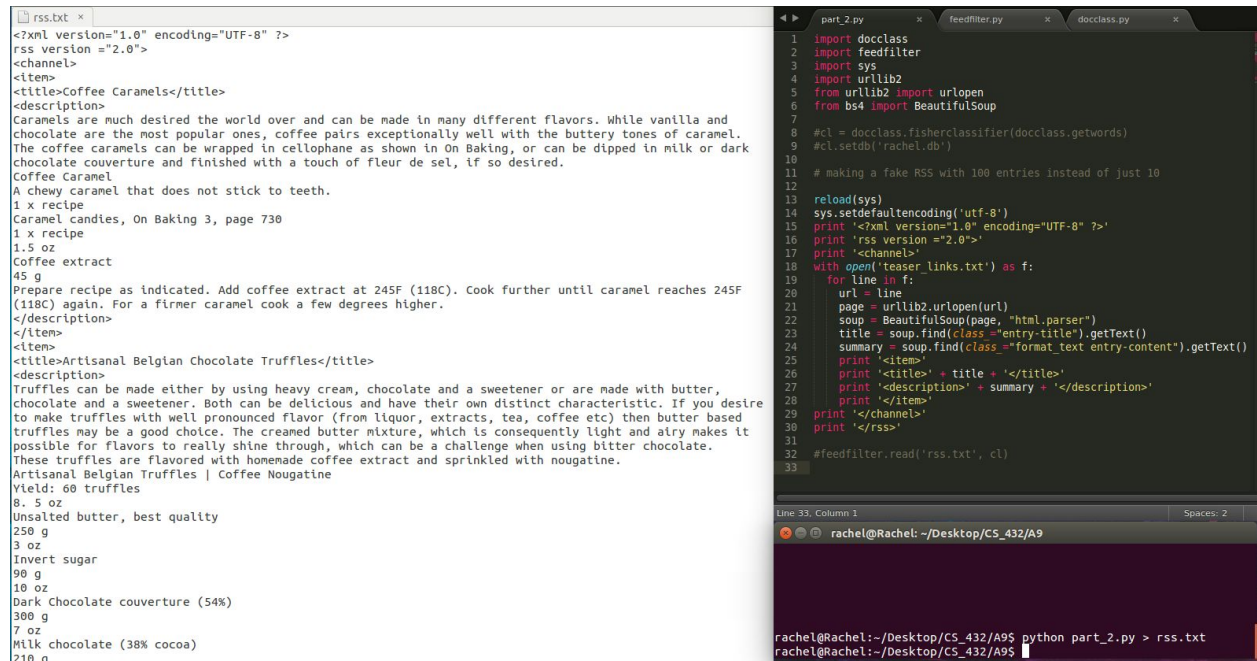 rss.txt ×
<?xml version="1.0" encoding="UTF-8" ?>
rss version ="2.0">
<channel>
<item>
<title>Coffee Caramels</title>
<description>
Caramels are much desired the world over and can be made in many different flavors. While vanilla and
chocolate are the most popular ones, coffee pairs exceptionally well with the buttery tones of caramel.
The coffee caramels can be wrapped in cellophane as shown in On Baking, or can be dipped in milk or dark
chocolate couverture and finished with a touch of fleur de sel, if so desired.
Coffee Caramel
A chewy caramel that does not stick to teeth.
1 x recipe
Caramel candies, On Baking 3, page 730
1 x recipe
1.5 oz
Coffee extract
45 g
Prepare recipe as indicated. Add coffee extract at 245F (118C). Cook further until caramel reaches 245F
(118C) again. For a firmer caramel cook a few degrees higher.
</description>
</item>
<item>
<title>Artisanal Belgian Chocolate Truffles</title>
<description>
Truffles can be made either by using heavy cream, chocolate and a sweetener or are made with butter,
chocolate and a sweetener. Both can be delicious and have their own distinct characteristic. If you desire
to make truffles with well pronounced flavor (from liquor, extracts, tea, coffee etc) then butter based
truffles may be a good choice. The creamed butter mixture, which is consequently light and airy makes it
possible for flavors to really shine through, which can be a challenge when using bitter chocolate.
These truffles are flavored with homemade coffee extract and sprinkled with nougatine.
Artisanal Belgian Truffles | Coffee Nougatine
Yield: 60 truffles
8. 5 oz
Unsalted butter, best quality
250 g
3 oz
Invert sugar
90 g
10 oz
Dark Chocolate couverture (54%)
300 g
7 oz
Milk chocolate (38% cocoa)
210 g
part_2.py × feedfilter.py × docclass.py ×
1 import docclass
2 import feedfilter
3 import sys
4 import urllib2
5 from urllib2 import urlopen
6 from bs4 import BeautifulSoup
7
8 #cl = docclass.fisherclassifier(docclass.getwords)
9 #cl.setdb('rachel.db')
10
11 # making a fake RSS with 100 entries instead of just 10
12
13 reload(sys)
14 sys.setdefaultencoding('utf-8')
15 print '<?xml version="1.0" encoding="UTF-8" ?>'
16 print 'rss version ="2.0">'
17 print '<channel>'
18 with open('teaser_links.txt') as f:
19 for line in f:
20 url = line
21 page = urllib2.urlopen(url)
22 soup = BeautifulSoup(page, "html.parser")
23 title = soup.find(class_="entry-title").getText()
24 summary = soup.find(class_="format_text entry-content").getText()
25 print '<item>'
26 print '<title>' + title + '</title>'
27 print '<description>' + summary + '</description>'
28 print '</item>'
29 print '</channel>'
30 print '</rss>'
31
32 #feedfilter.read('rss.txt', cl)
33
Line 33, Column 1 Spaces: 2
rachel@Rachel: ~/Desktop/CS_432/A9
rachel@Rachel:~/Desktop/CS_432/A9$ python part_2.py > rss.txt
rachel@Rachel:~/Desktop/CS_432/A9$